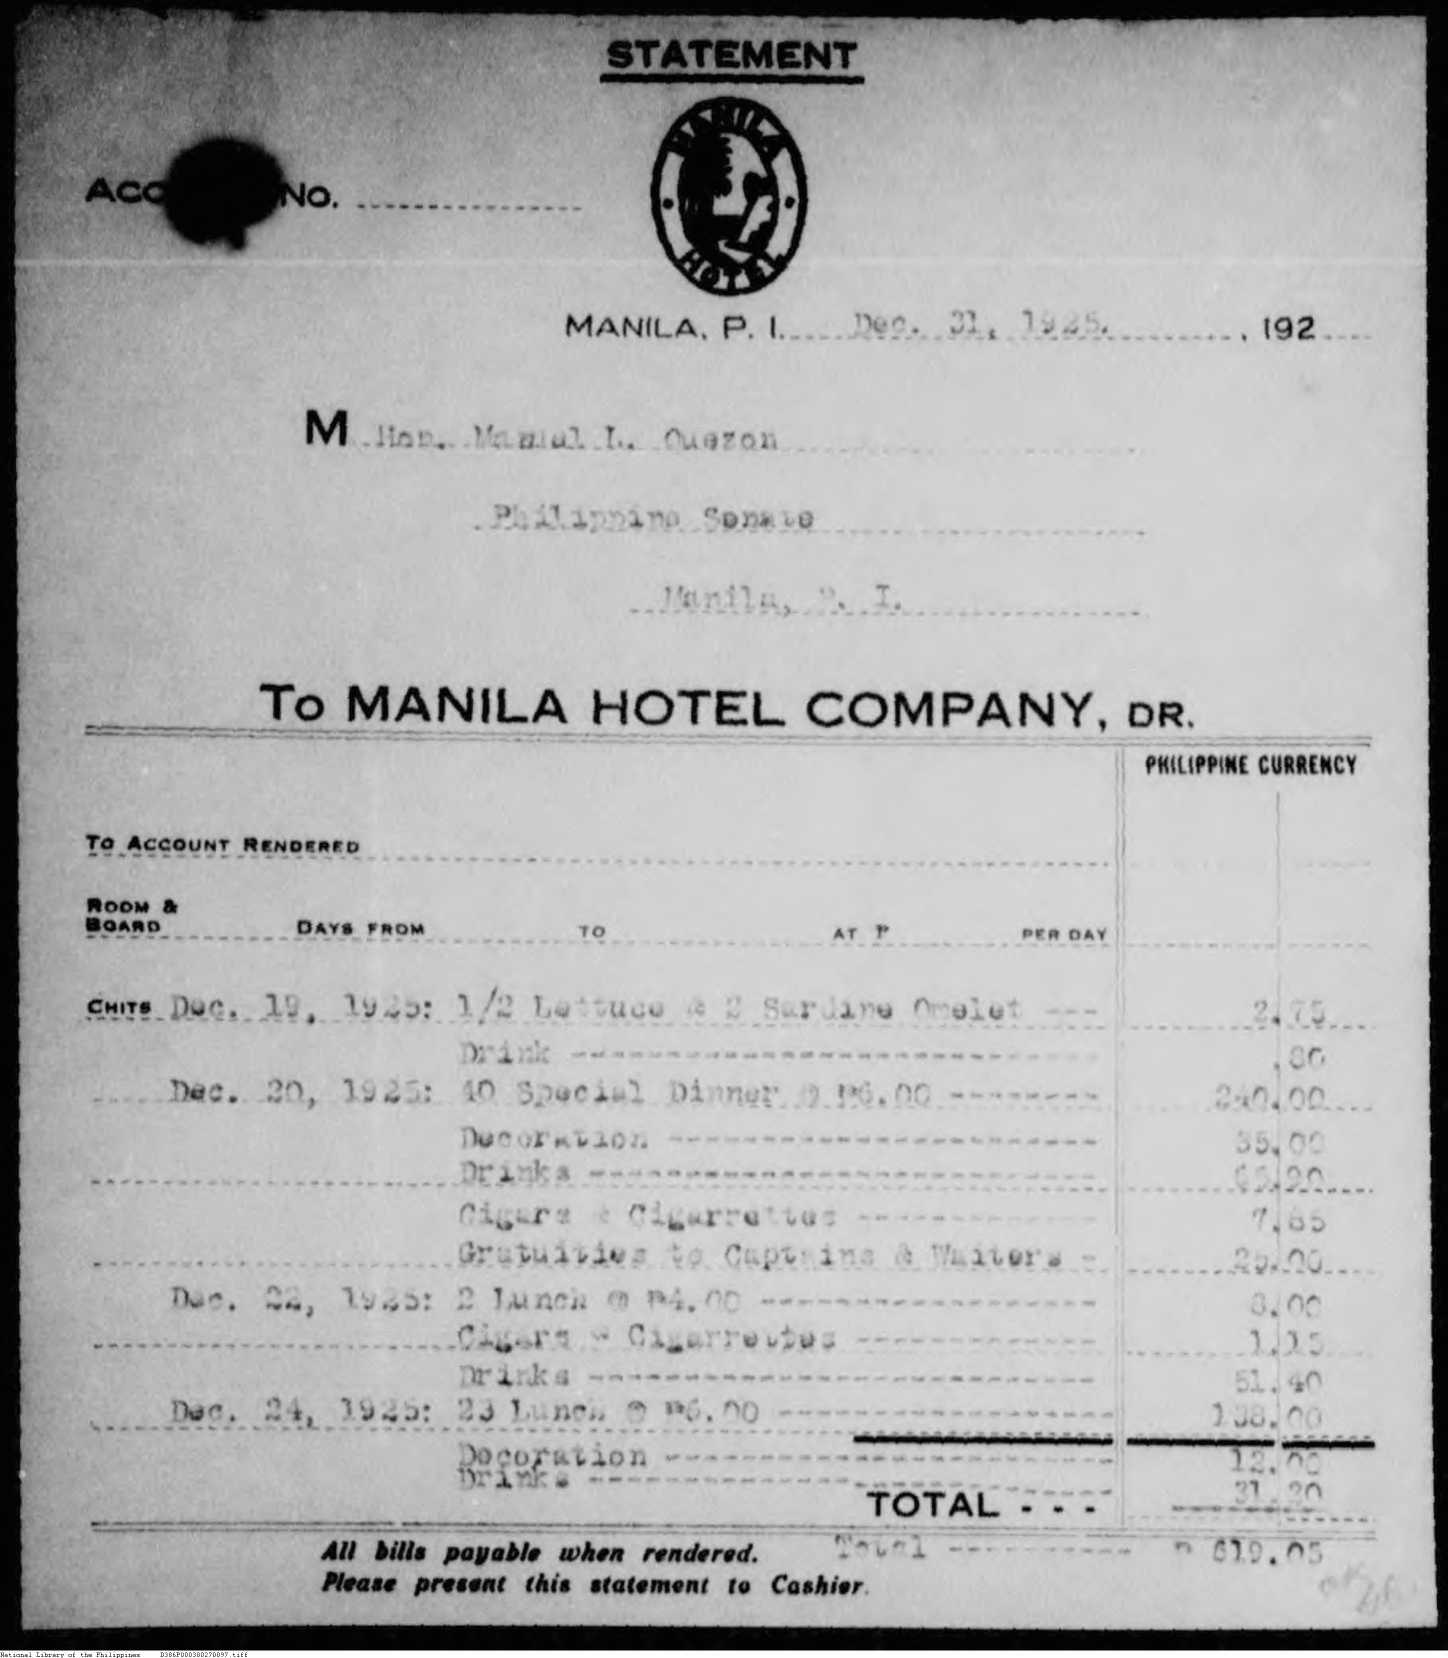 STATEMENT
MANILA HOTEL
ACC No.
MANILA, P. I. Dec. 31, 1925. , 192
M Hon. Manuel L. Quezon
Philippine Senate
Manila, P. I.
To MANILA HOTEL COMPANY, DR.
PHILIPPINE CURRENCY
TO ACCOUNT RENDERED
ROOM &
BOARD DAYS FROM TO AT ₱ PER DAY
CHITS Dec. 19, 1925: 1/2 Lettuce & 2 Sardine Omelet --- 2.75
Drink --- .80
Dec. 20, 1925: 40 Special Dinner @ ₱6.00 --- 240.00
Decoration --- 35.00
Drinks --- 65.90
Cigars & Cigarrettes --- 7.85
Gratuities to Captains & Waiters - 25.00
Dec. 22, 1925: 2 Lunch @ ₱4.00 --- 8.00
Cigars & Cigarrettes --- 1.15
Drinks --- 51.40
Dec. 24, 1925: 23 Lunch @ ₱6.00 --- 138.00
Decoration --- 12.00
Drinks --- 31.20
TOTAL - - -
All bills payable when rendered. Total --- ₱ 619.05
Please present this statement to Cashier.
National Library of the Philippines D386P000380270097.tiff